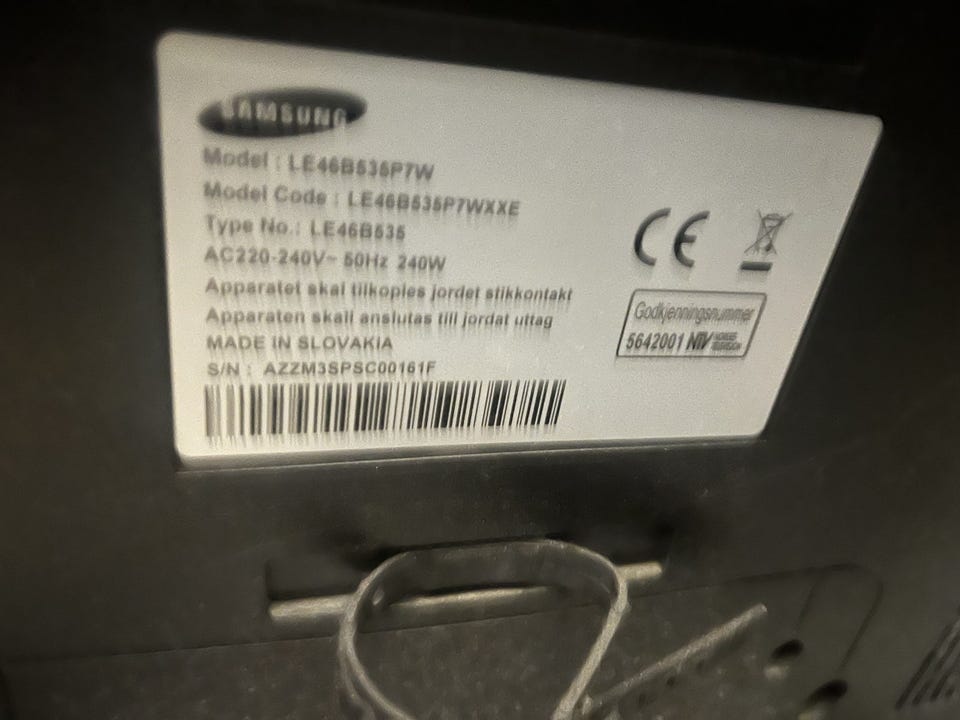 SAMSUNG
Model : LE46B535P7W
Model Code : LE46B535P7WXXE
Type No.: LE46B535
AC220-240V~ 50Hz 240W
Apparatet skal tilkoples jordet stikkontakt
Apparaten skall anslutas till jordat uttag
MADE IN SLOVAKIA
S/N : AZZM3SPSC00161F
CE
Godkjenningsnummer
5642001 NTV